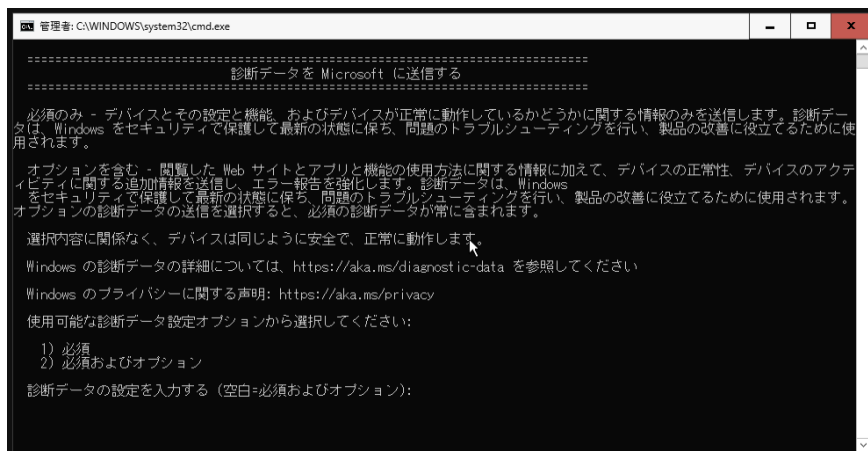 管理者: C:\WINDOWS\system32\cmd.exe
================================================================================
診断データを Microsoft に送信する
================================================================================
必須のみ - デバイスとその設定と機能、およびデバイスが正常に動作しているかどうかに関する情報のみを送信します。診断デー
タは、Windows をセキュリティで保護して最新の状態に保ち、問題のトラブルシューティングを行い、製品の改善に役立てるために使
用されます。
オプションを含む - 閲覧した Web サイトとアプリと機能の使用方法に関する情報に加えて、デバイスの正常性、デバイスのアクテ
ィビティに関する追加情報を送信し、エラー報告を強化します。診断データは、Windows
をセキュリティで保護して最新の状態に保ち、問題のトラブルシューティングを行い、製品の改善に役立てるために使用されます。
オプションの診断データの送信を選択すると、必須の診断データが常に含まれます。
選択内容に関係なく、デバイスは同じように安全で、正常に動作します。
Windows の診断データの詳細については、https://aka.ms/diagnostic-data を参照してください
Windows のプライバシーに関する声明: https://aka.ms/privacy
使用可能な診断データ設定オプションから選択してください:
1) 必須
2) 必須およびオプション
診断データの設定を入力する (空白=必須およびオプション):